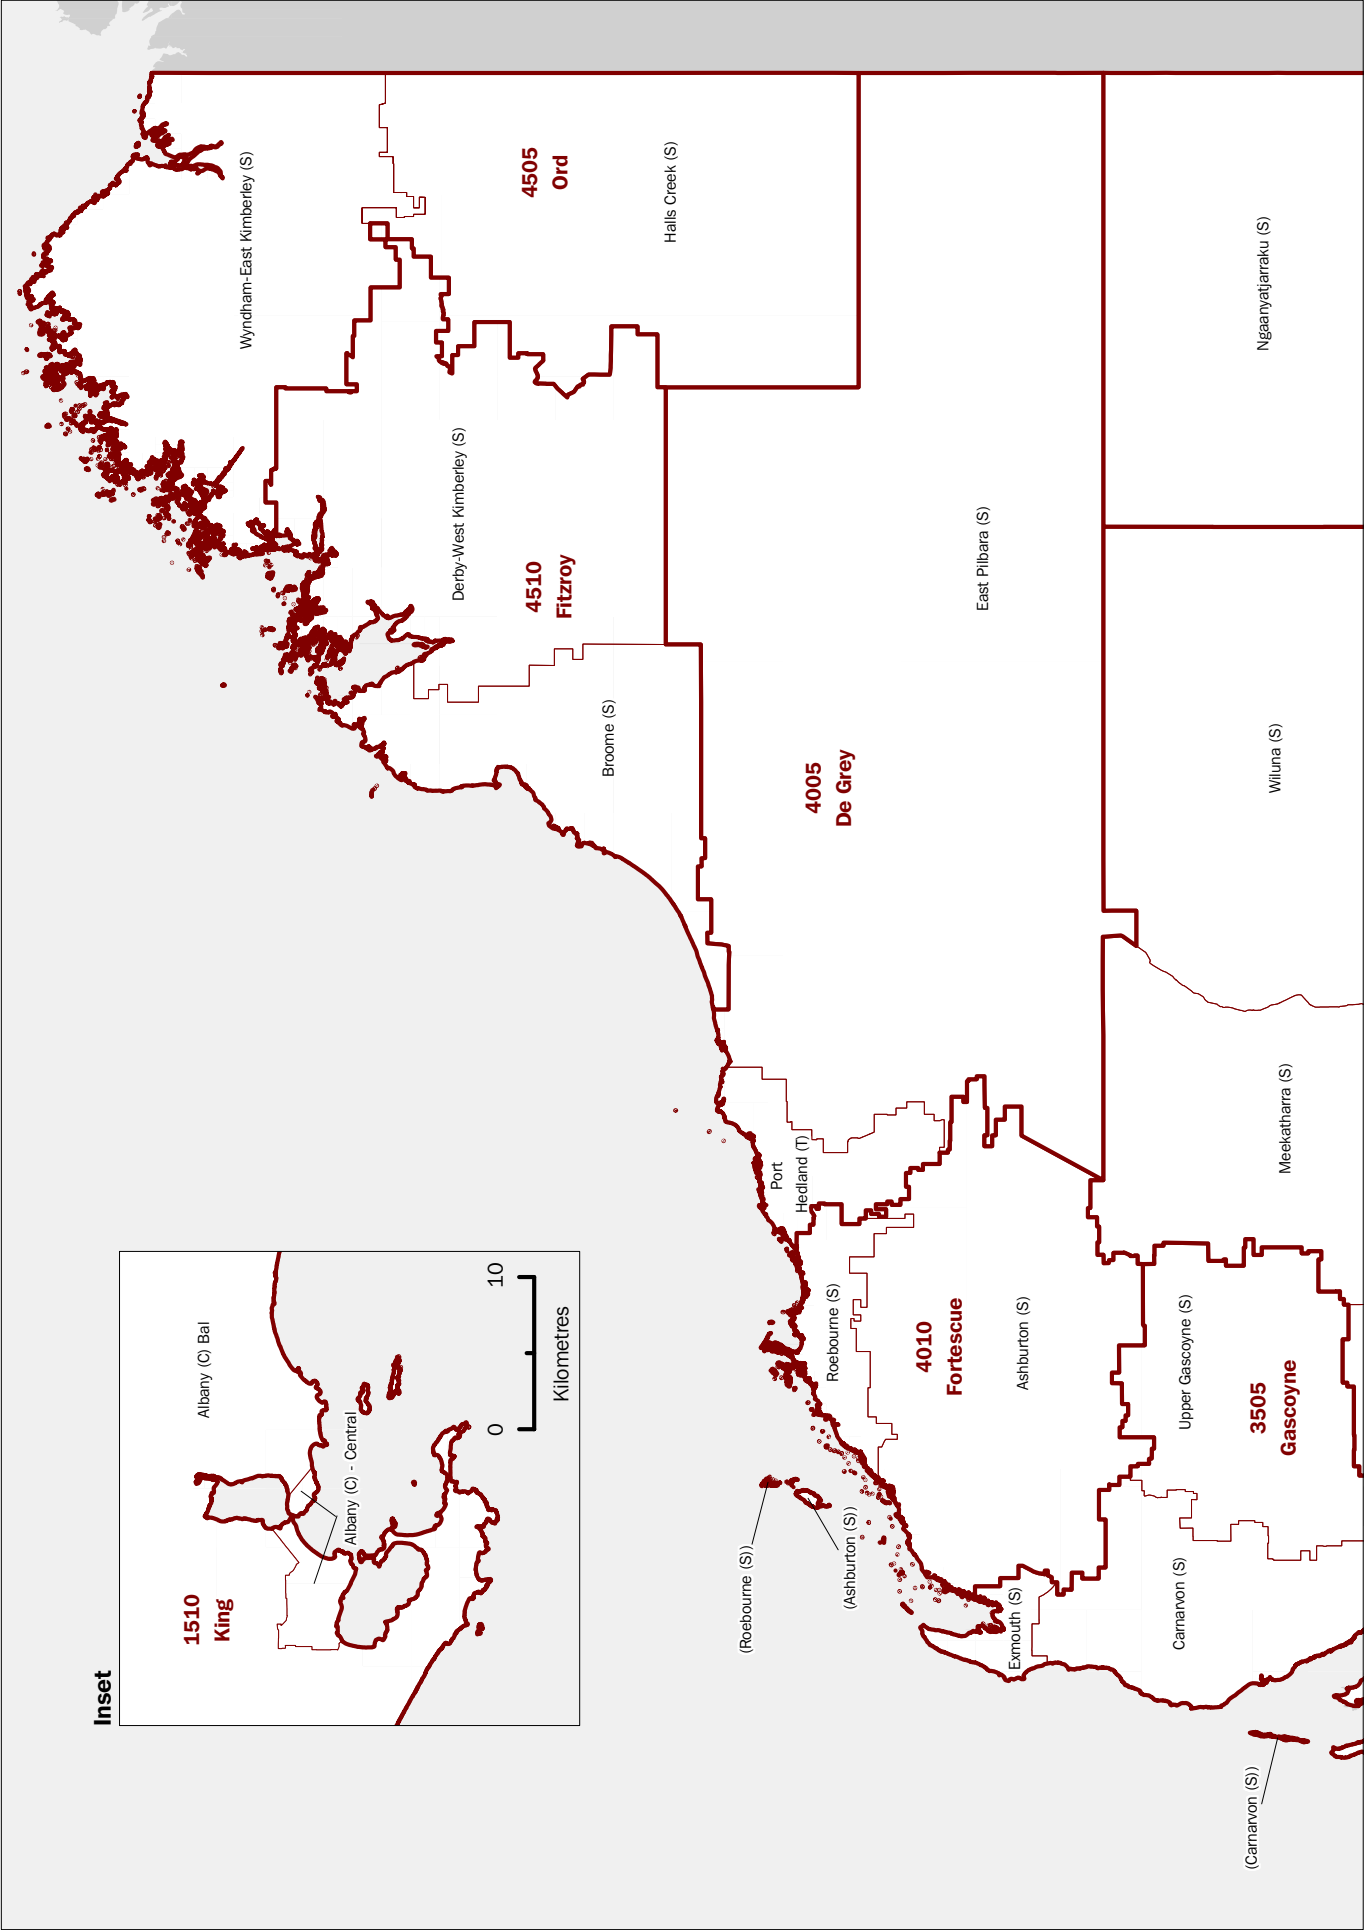 Inset
1510
King
Albany (C) Bal
Albany (C) - Central
0
10
Kilometres
Wyndham-East Kimberley (S)
4505
Ord
Halls Creek (S)
Derby-West Kimberley (S)
4510
Fitzroy
Broome (S)
4005
De Grey
East Pilbara (S)
Ngaanyatjarraku (S)
Wiluna (S)
Port
Hedland (T)
Roebourne (S)
4010
Fortescue
Ashburton (S)
Meekatharra (S)
Upper Gascoyne (S)
3505
Gascoyne
(Roebourne (S))
(Ashburton (S))
Exmouth (S)
Carnarvon (S)
(Carnarvon (S))